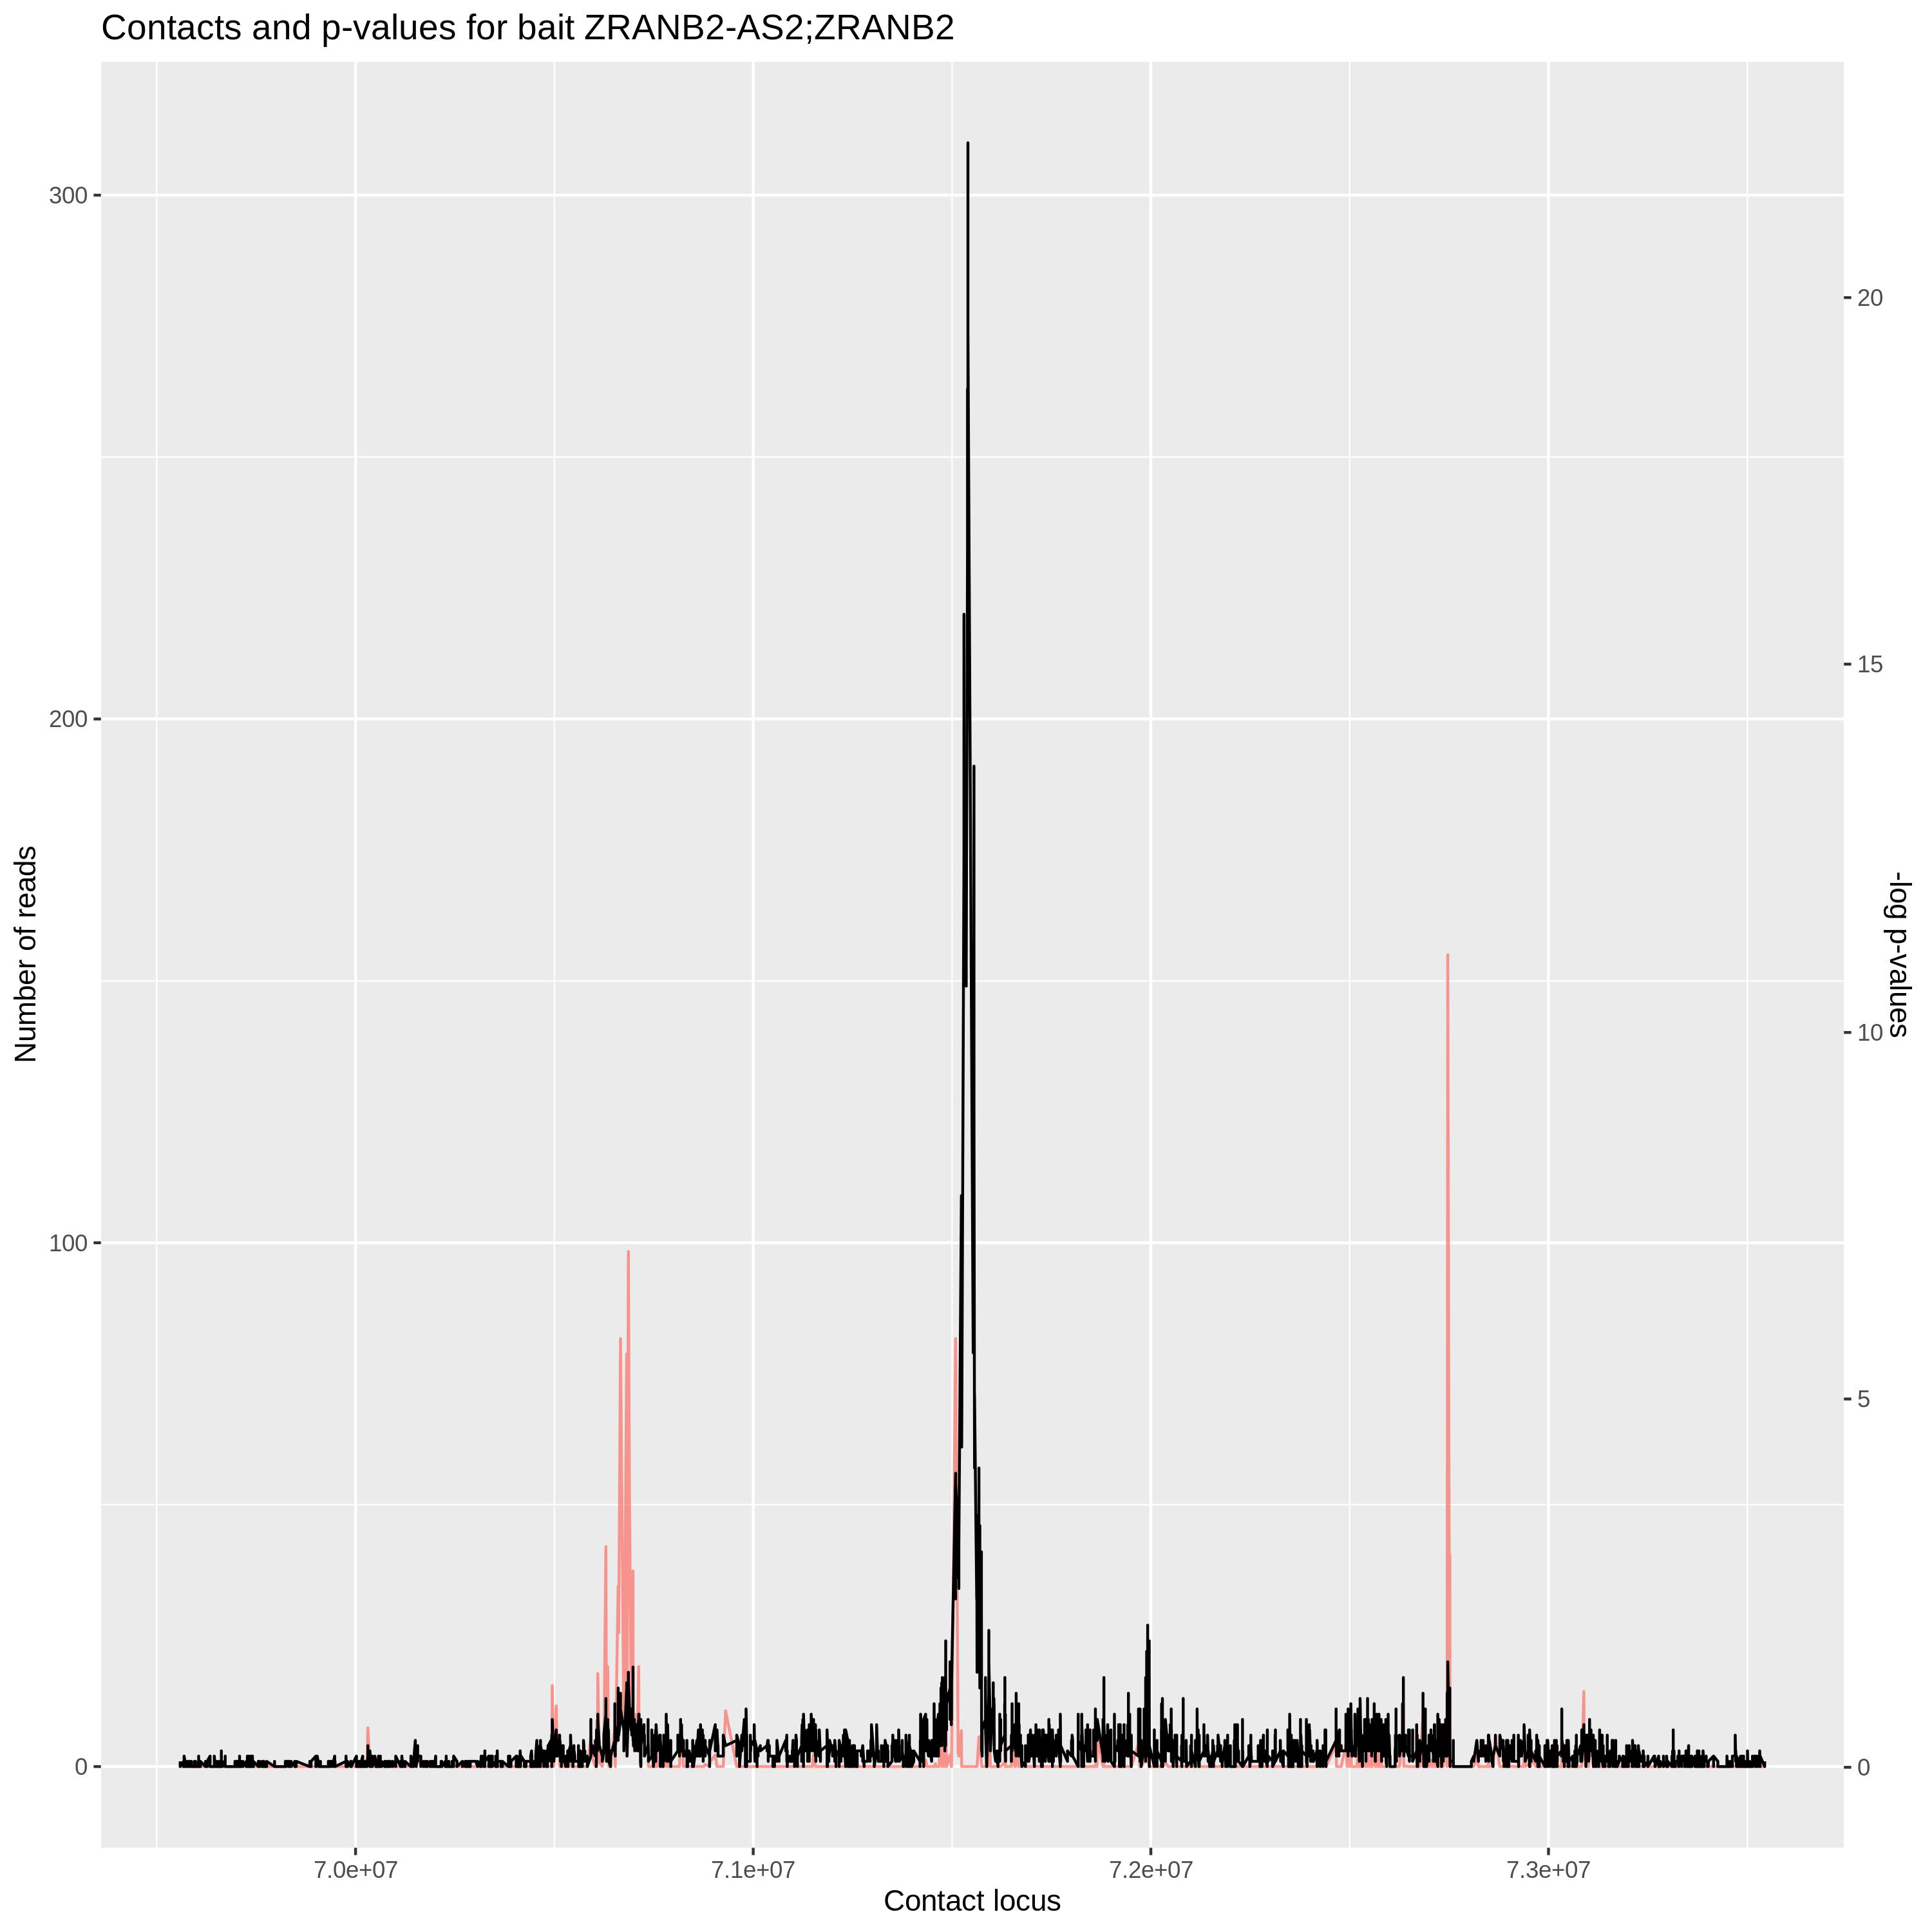 Contacts and p-values for bait ZRANB2-AS2;ZRANB2
300
200
100
0
Number of reads
20
15
10
5
0
-log p-values
7.0e+07 7.1e+07 7.2e+07 7.3e+07
Contact locus